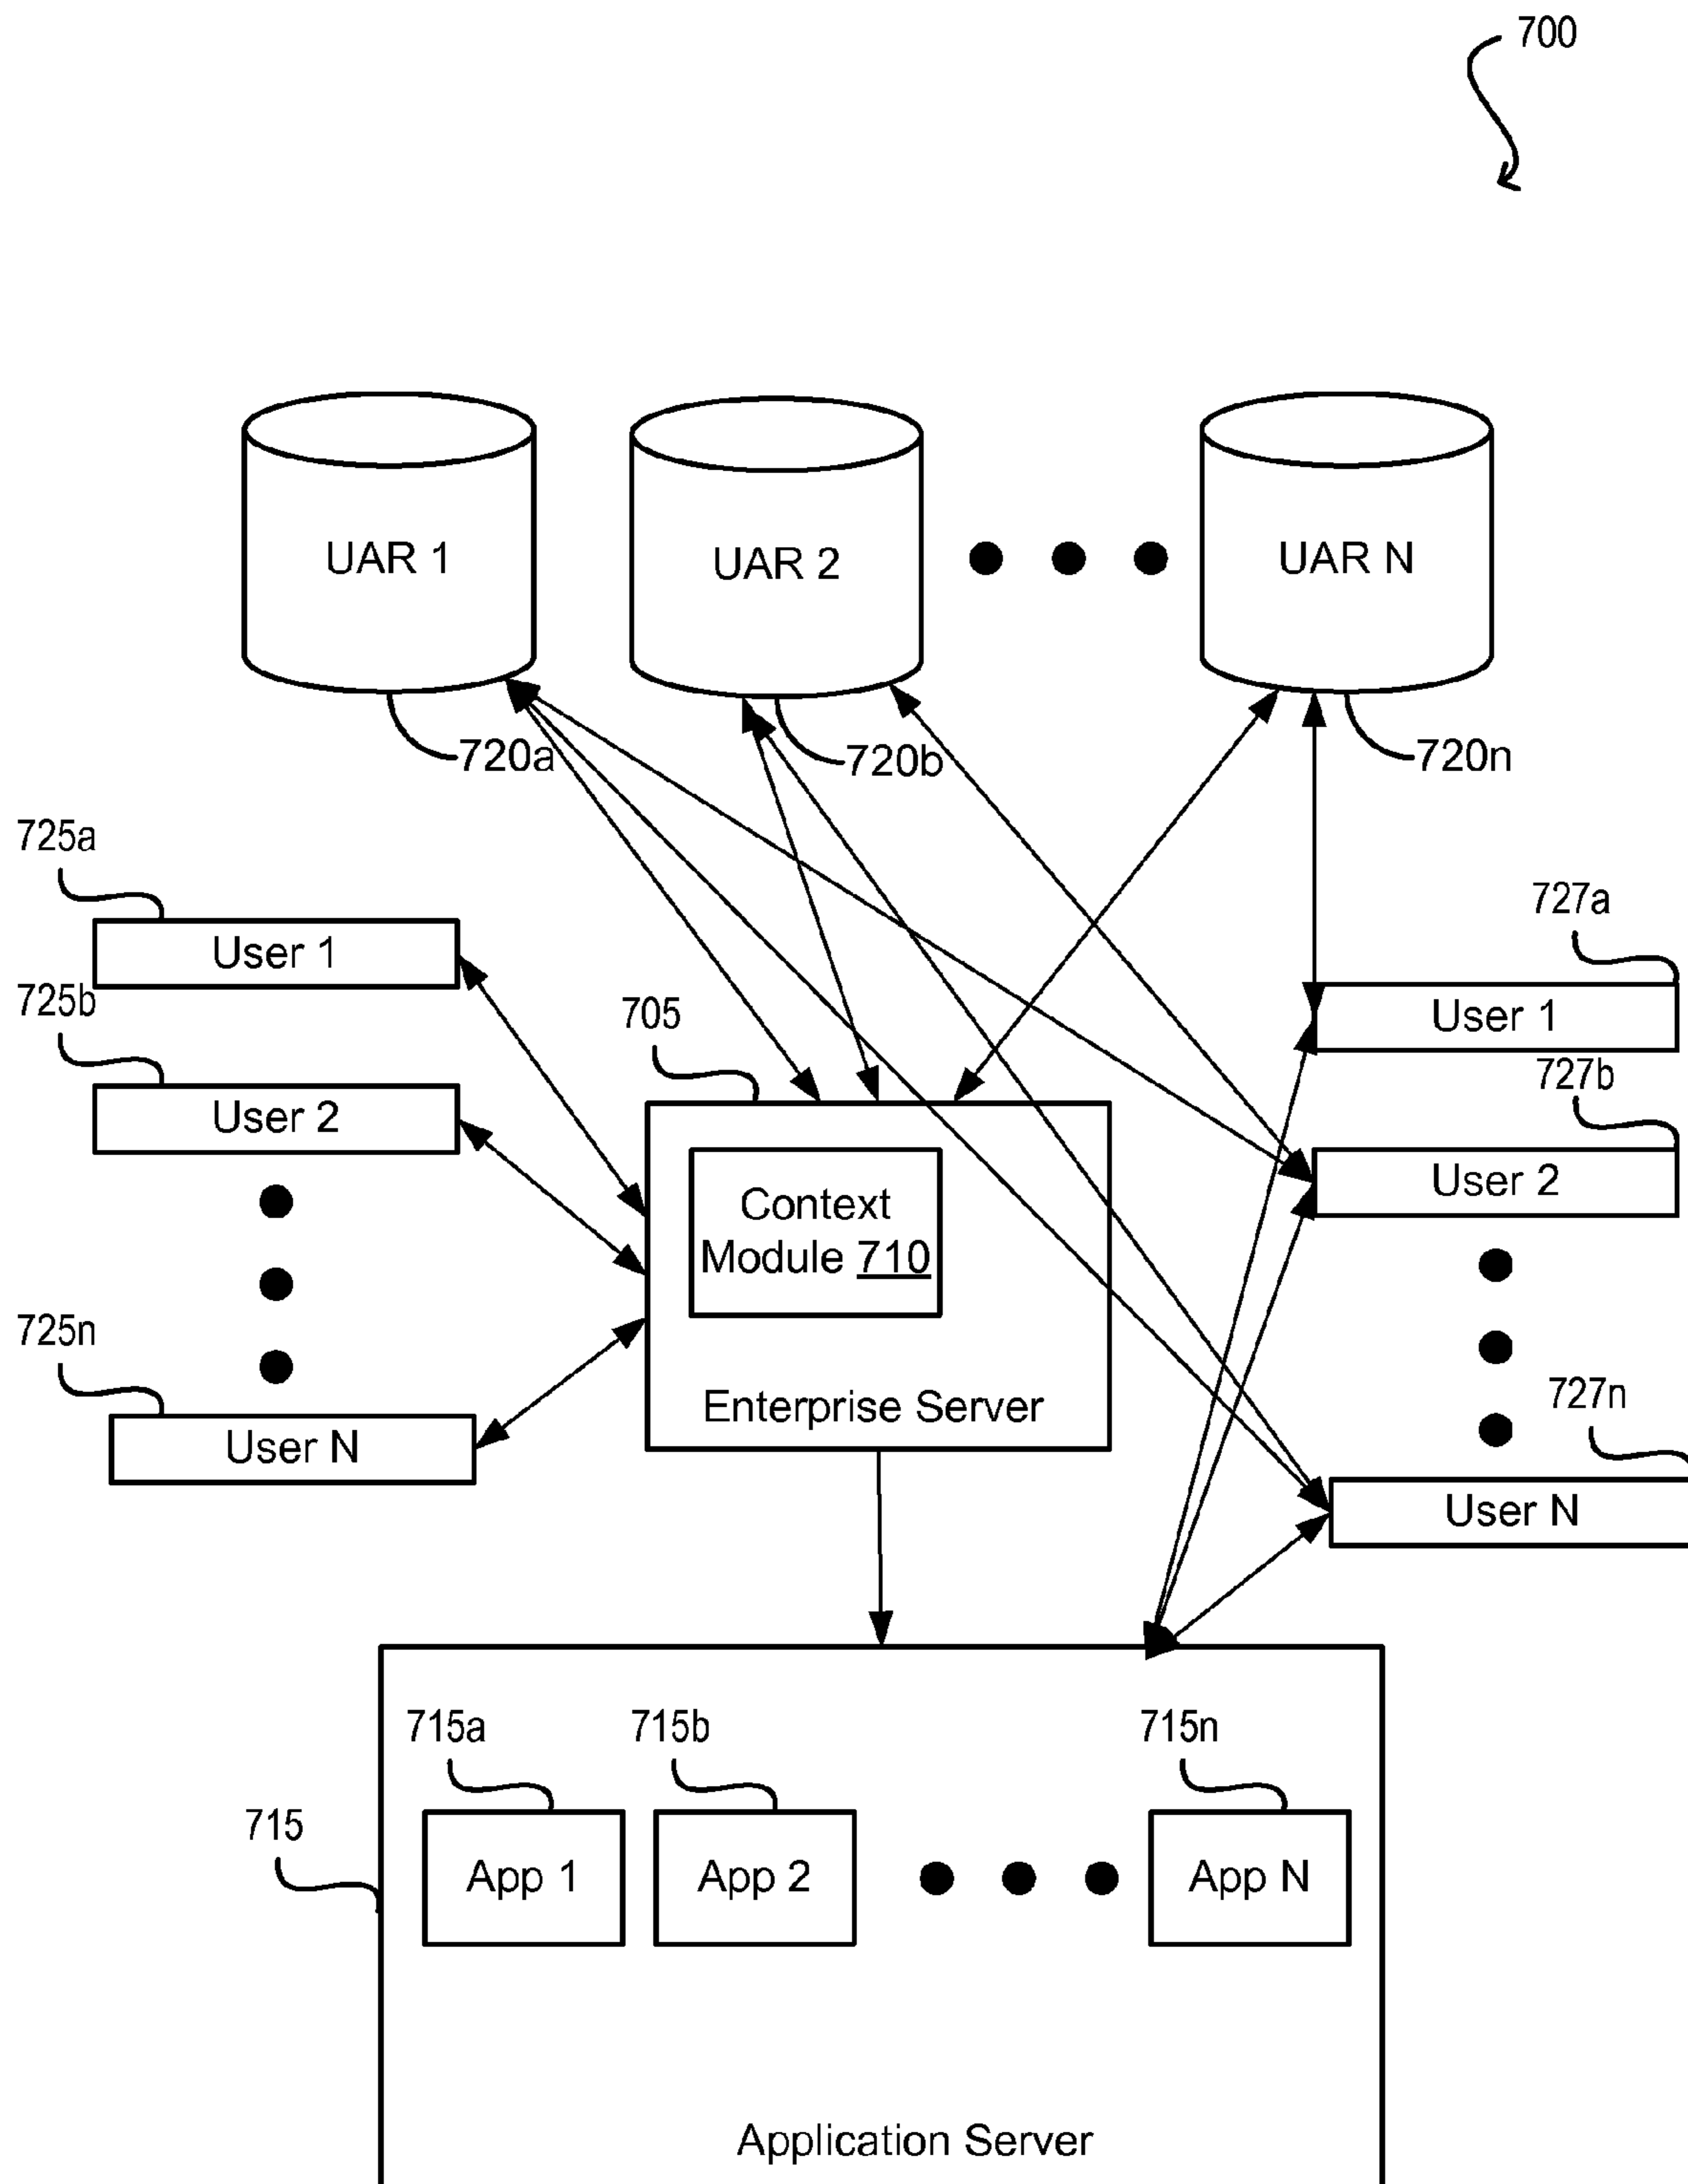 700
UAR 1
UAR 2
UAR N
720a
720b
720n
725a
User 1
725b
User 2
725n
User N
705
Context
Module 710
Enterprise Server
727a
User 1
727b
User 2
727n
User N
715
715a
715b
715n
App 1
App 2
App N
Application Server